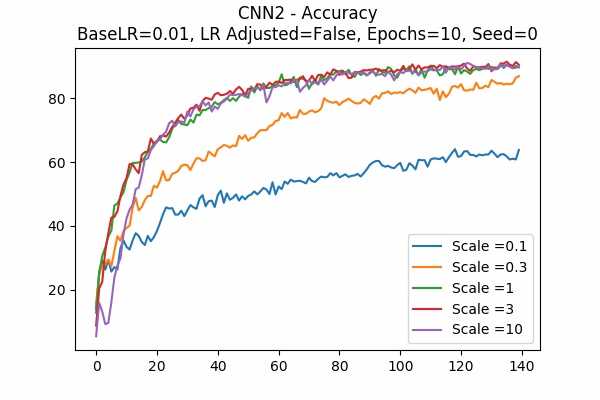 CNN2 - Accuracy
BaseLR=0.01, LR Adjusted=False, Epochs=10, Seed=0
80
60
40
20
Scale =0.1
Scale =0.3
Scale =1
Scale =3
Scale =10
0 20 40 60 80 100 120 140